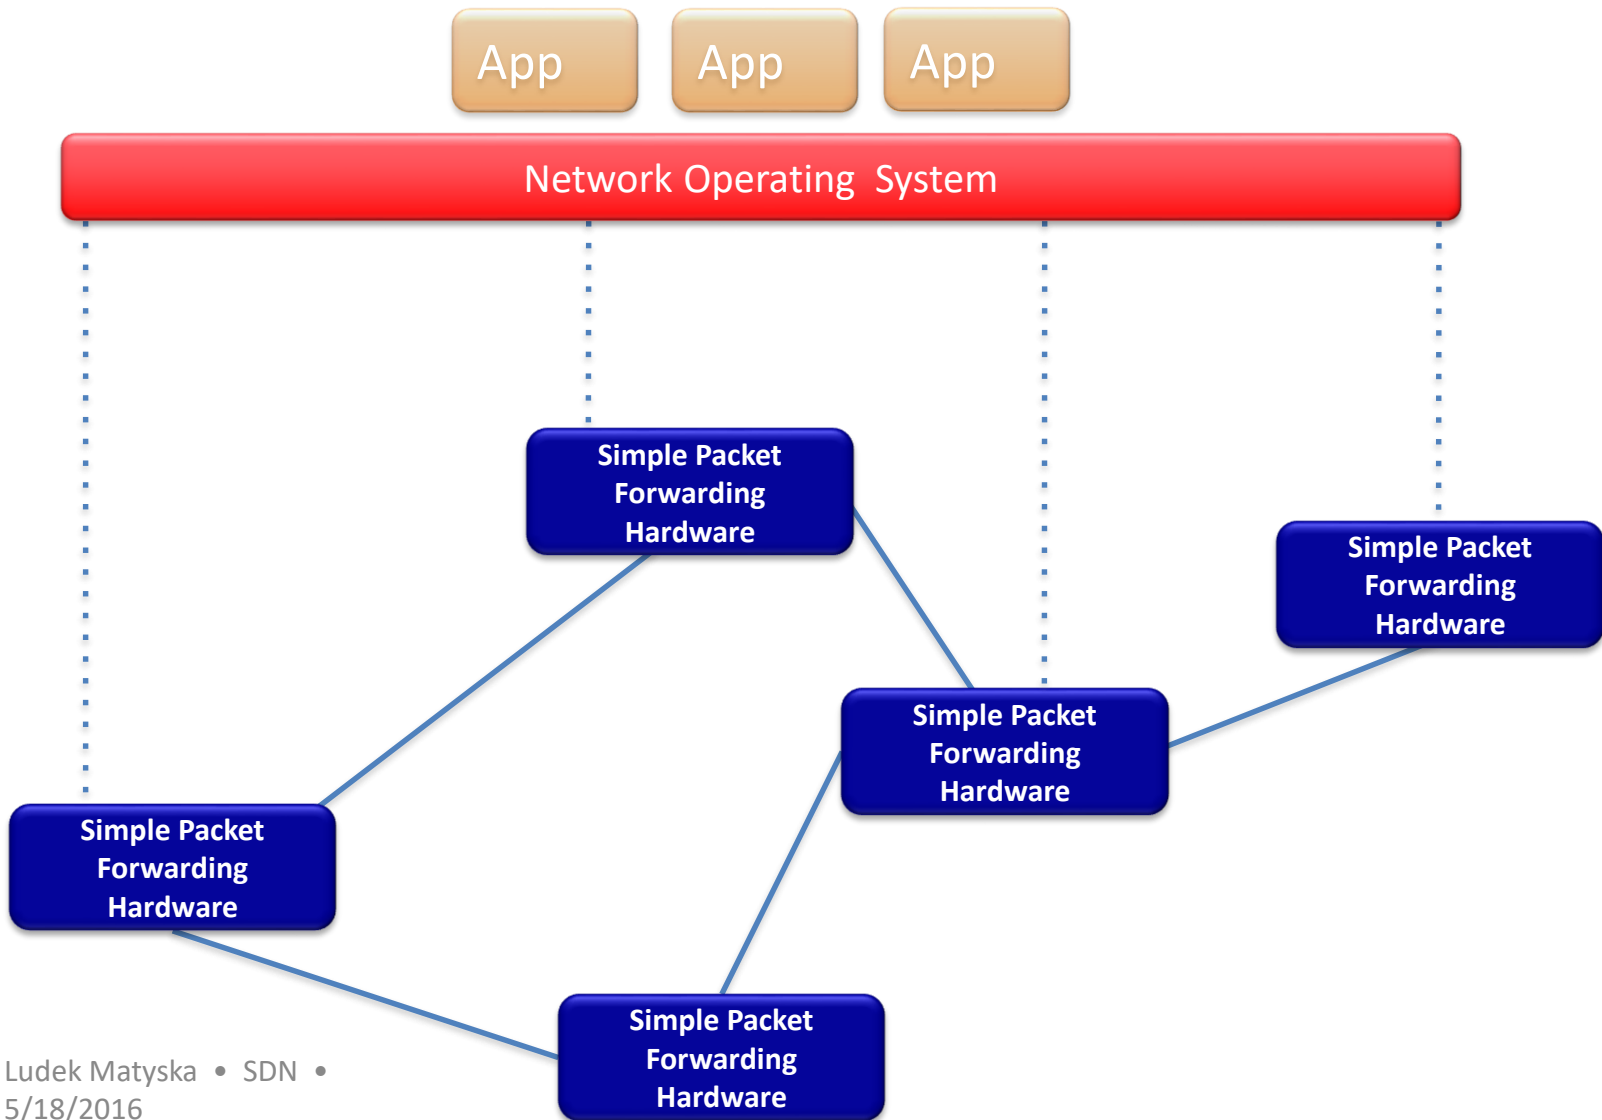 App
App
App
Network Operating System
Simple Packet
Forwarding
Hardware
Simple Packet
Forwarding
Hardware
Simple Packet
Forwarding
Hardware
Simple Packet
Forwarding
Hardware
Simple Packet
Forwarding
Hardware
Ludek Matyska • SDN •
5/18/2016